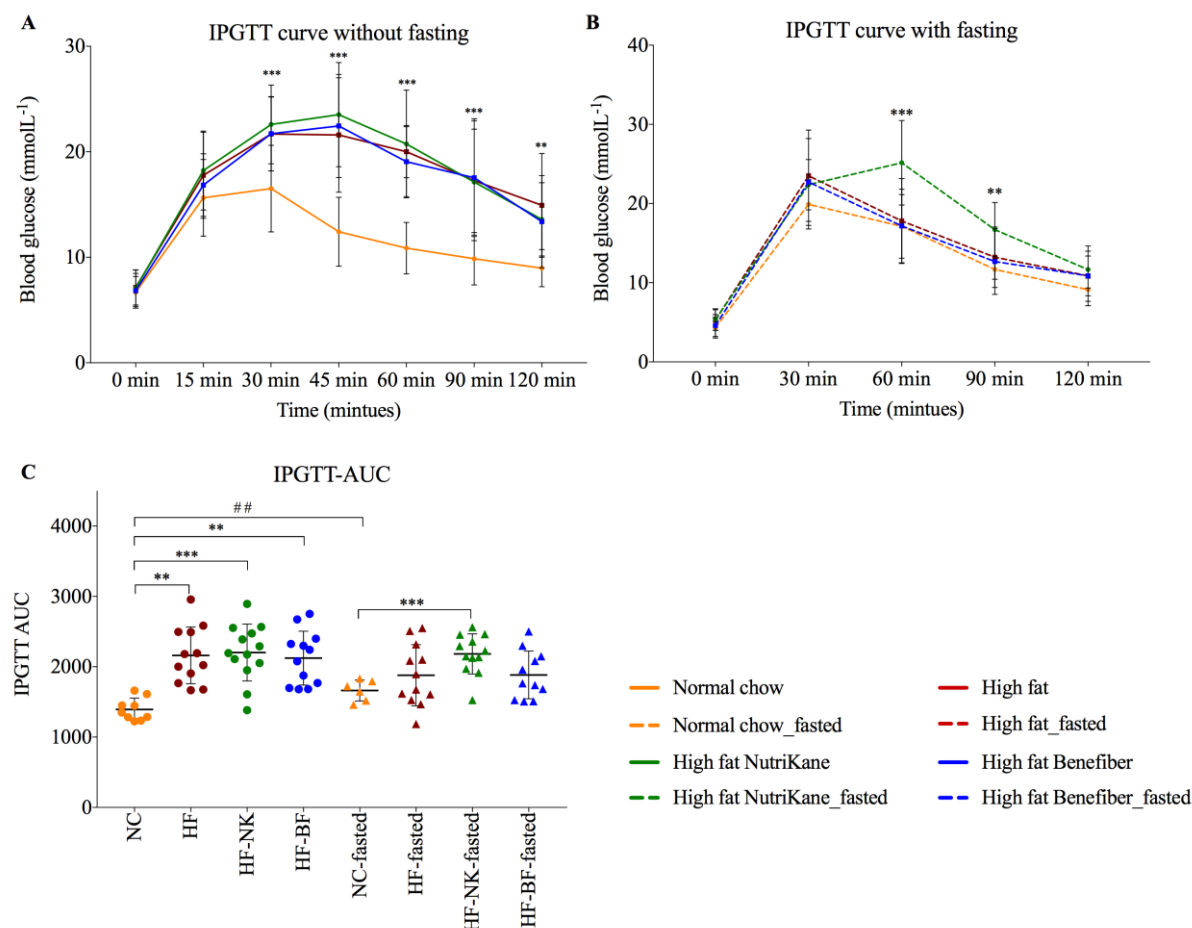 A
IPGTT curve without fasting
Blood glucose (mmolL-1)
30
20
10
0
***
***
***
***
**
0 min 15 min 30 min 45 min 60 min 90 min 120 min
Time (mintues)
B
IPGTT curve with fasting
Blood glucose (mmolL-1)
40
30
20
10
0
***
**
0 min 30 min 60 min 90 min 120 min
Time (mintues)
C
IPGTT-AUC
IPGTT AUC
4000
3000
2000
1000
0
##
**
***
**
***
NC
HF
HF-NK
HF-BF
NC-fasted
HF-fasted
HF-NK-fasted
HF-BF-fasted
Normal chow
Normal chow_fasted
High fat NutriKane
High fat NutriKane_fasted
High fat
High fat_fasted
High fat Benefiber
High fat Benefiber_fasted